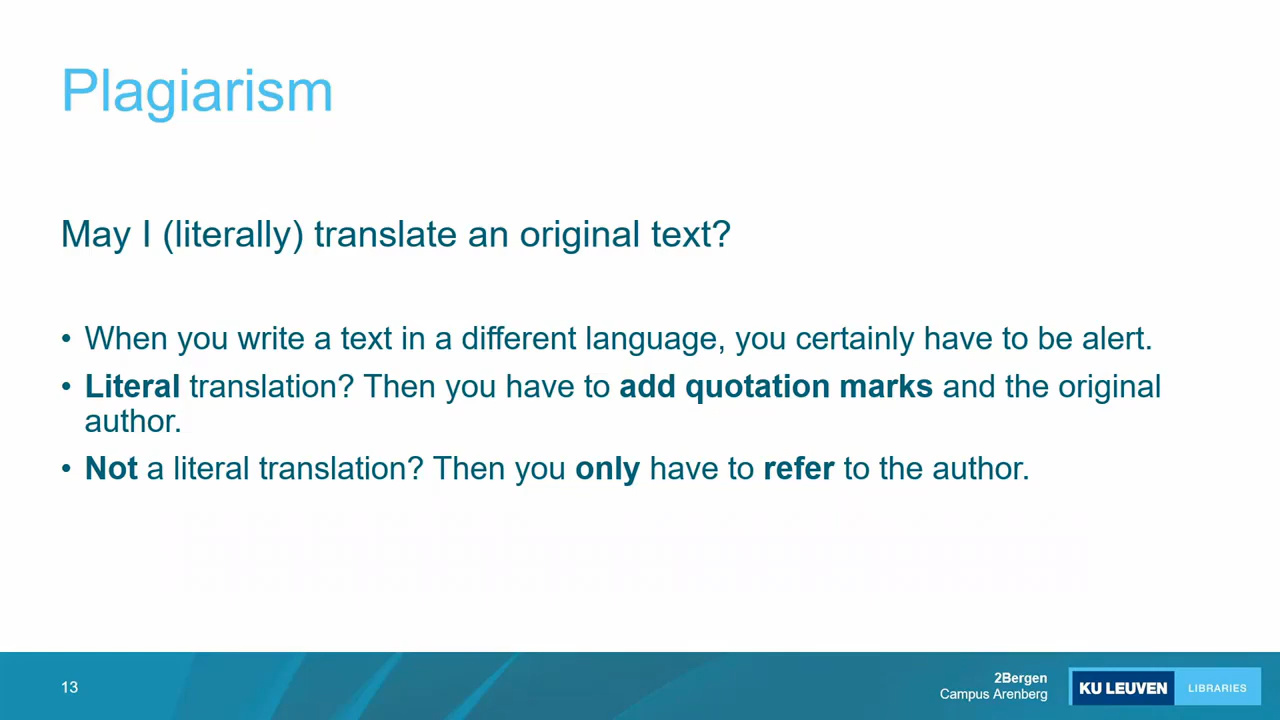 Plagiarism
May I (literally) translate an original text?
• When you write a text in a different language, you certainly have to be alert.
• Literal translation? Then you have to add quotation marks and the original
author.
• Not a literal translation? Then you only have to refer to the author.
13
2Bergen
Campus Arenberg
KU LEUVEN
LIBRARIES